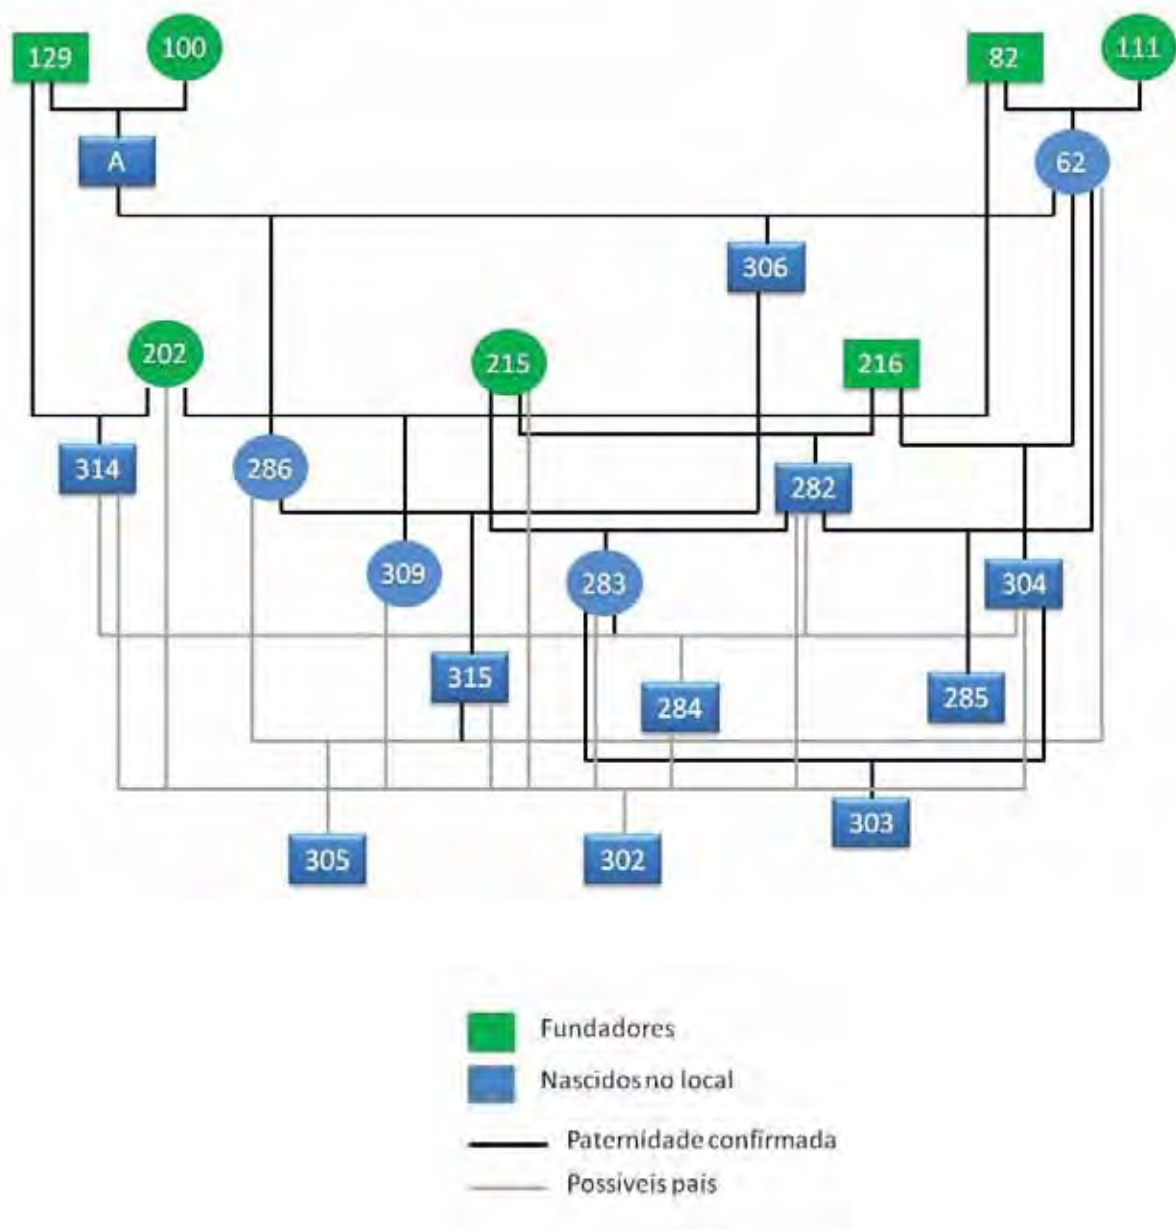 129 100 82 111
A 62
306
202 215 216
314 286 282
309 283 304
315 284 285
303
305 302
Fundadores
Nascidos no local
Paternidade confirmada
Possíveis pais